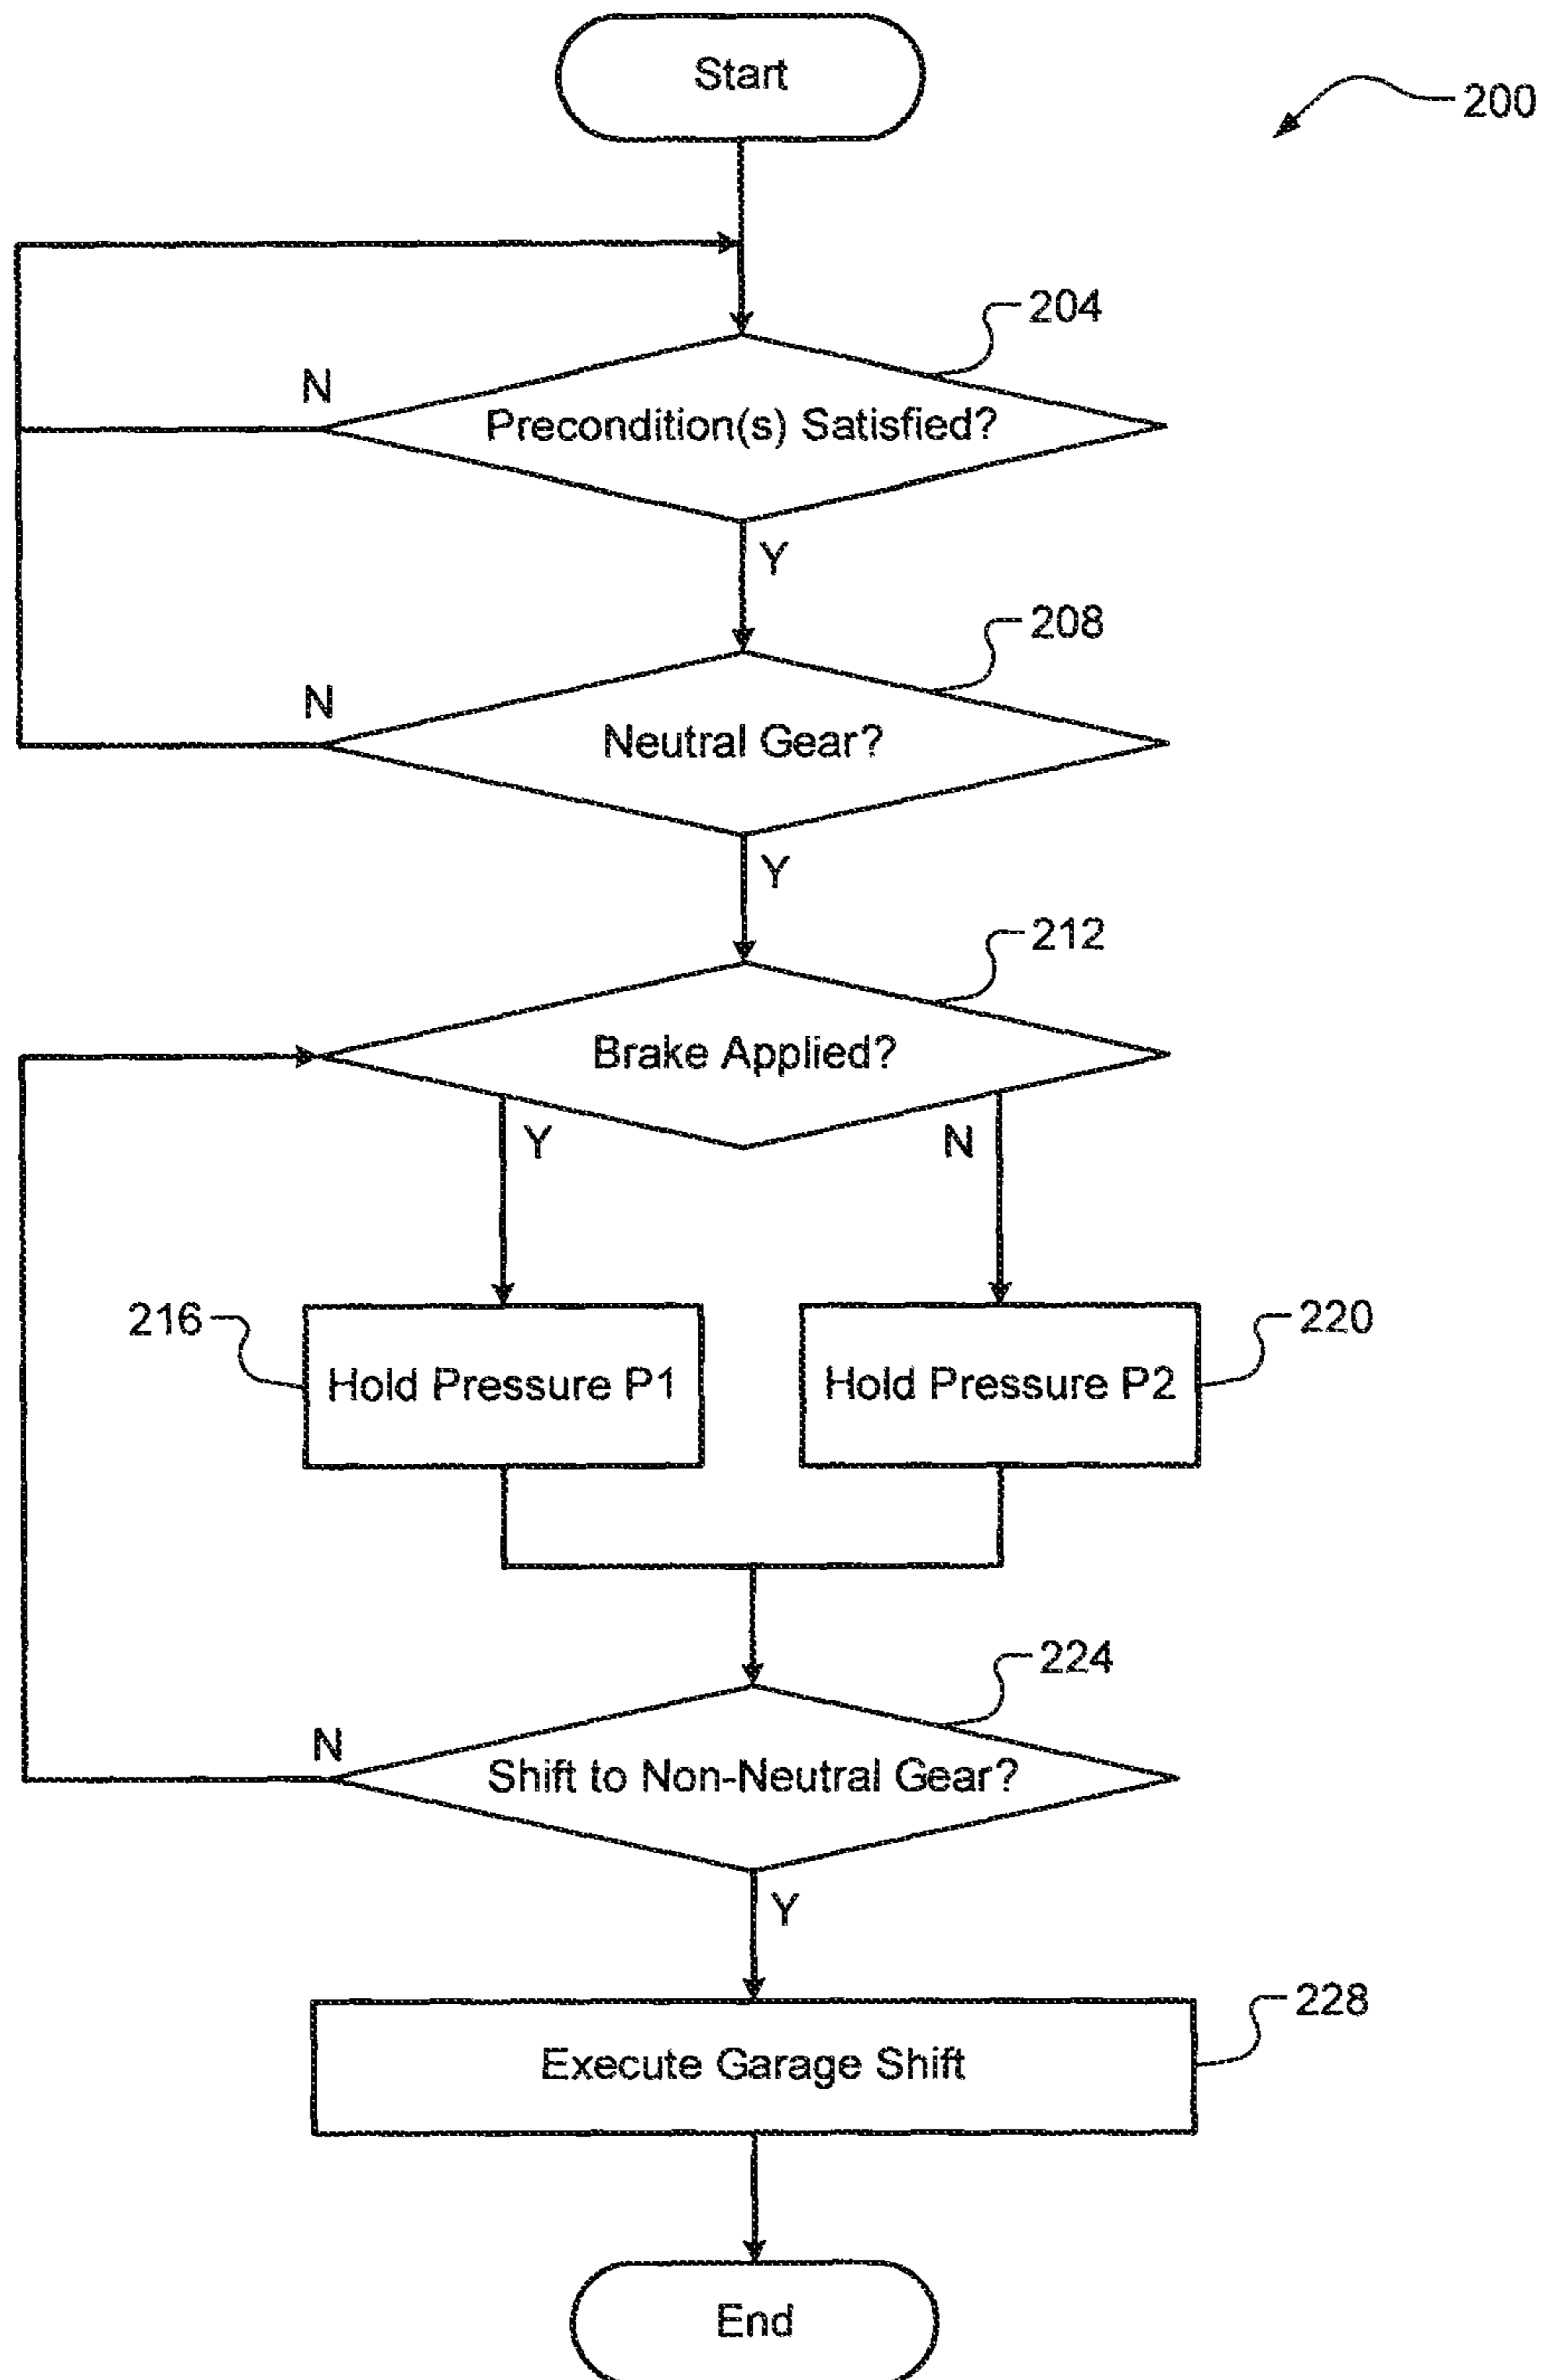 Start
200
204
N
Precondition(s) Satisfied?
Y
208
N
Neutral Gear?
Y
212
Brake Applied?
Y
N
216
220
Hold Pressure P1
Hold Pressure P2
224
N
Shift to Non-Neutral Gear?
Y
228
Execute Garage Shift
End